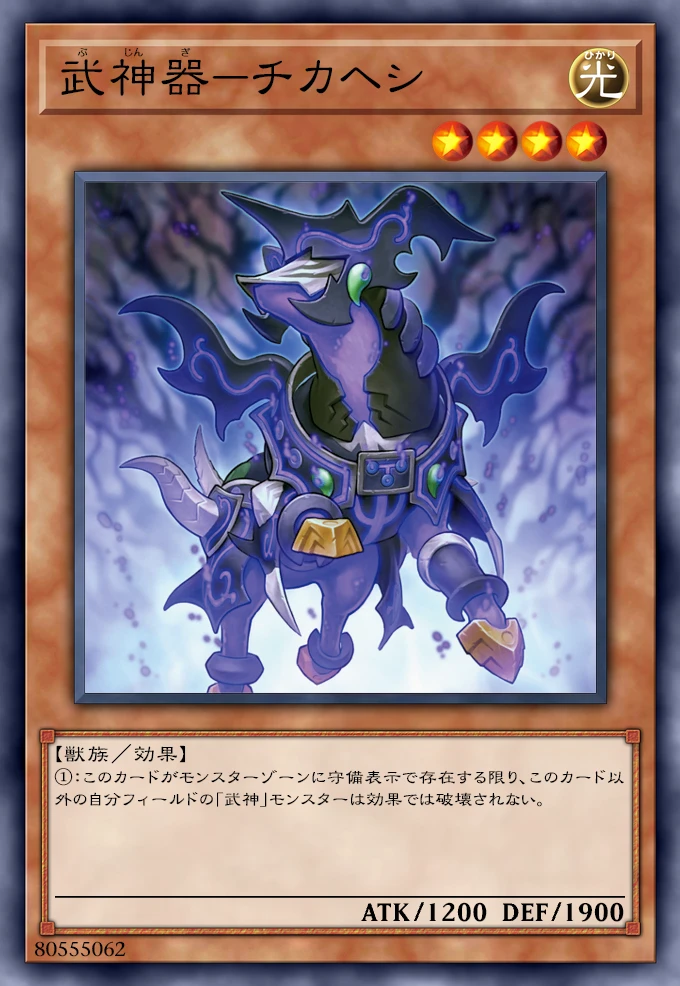 ぶ じん ぎ
武神器－チカヘシ
ひかり
光
【獣族／効果】
①：このカードがモンスターゾーンに守備表示で存在する限り、このカード以
外の自分フィールドの「武神」モンスターは効果では破壊されない。
ATK/1200 DEF/1900
80555062